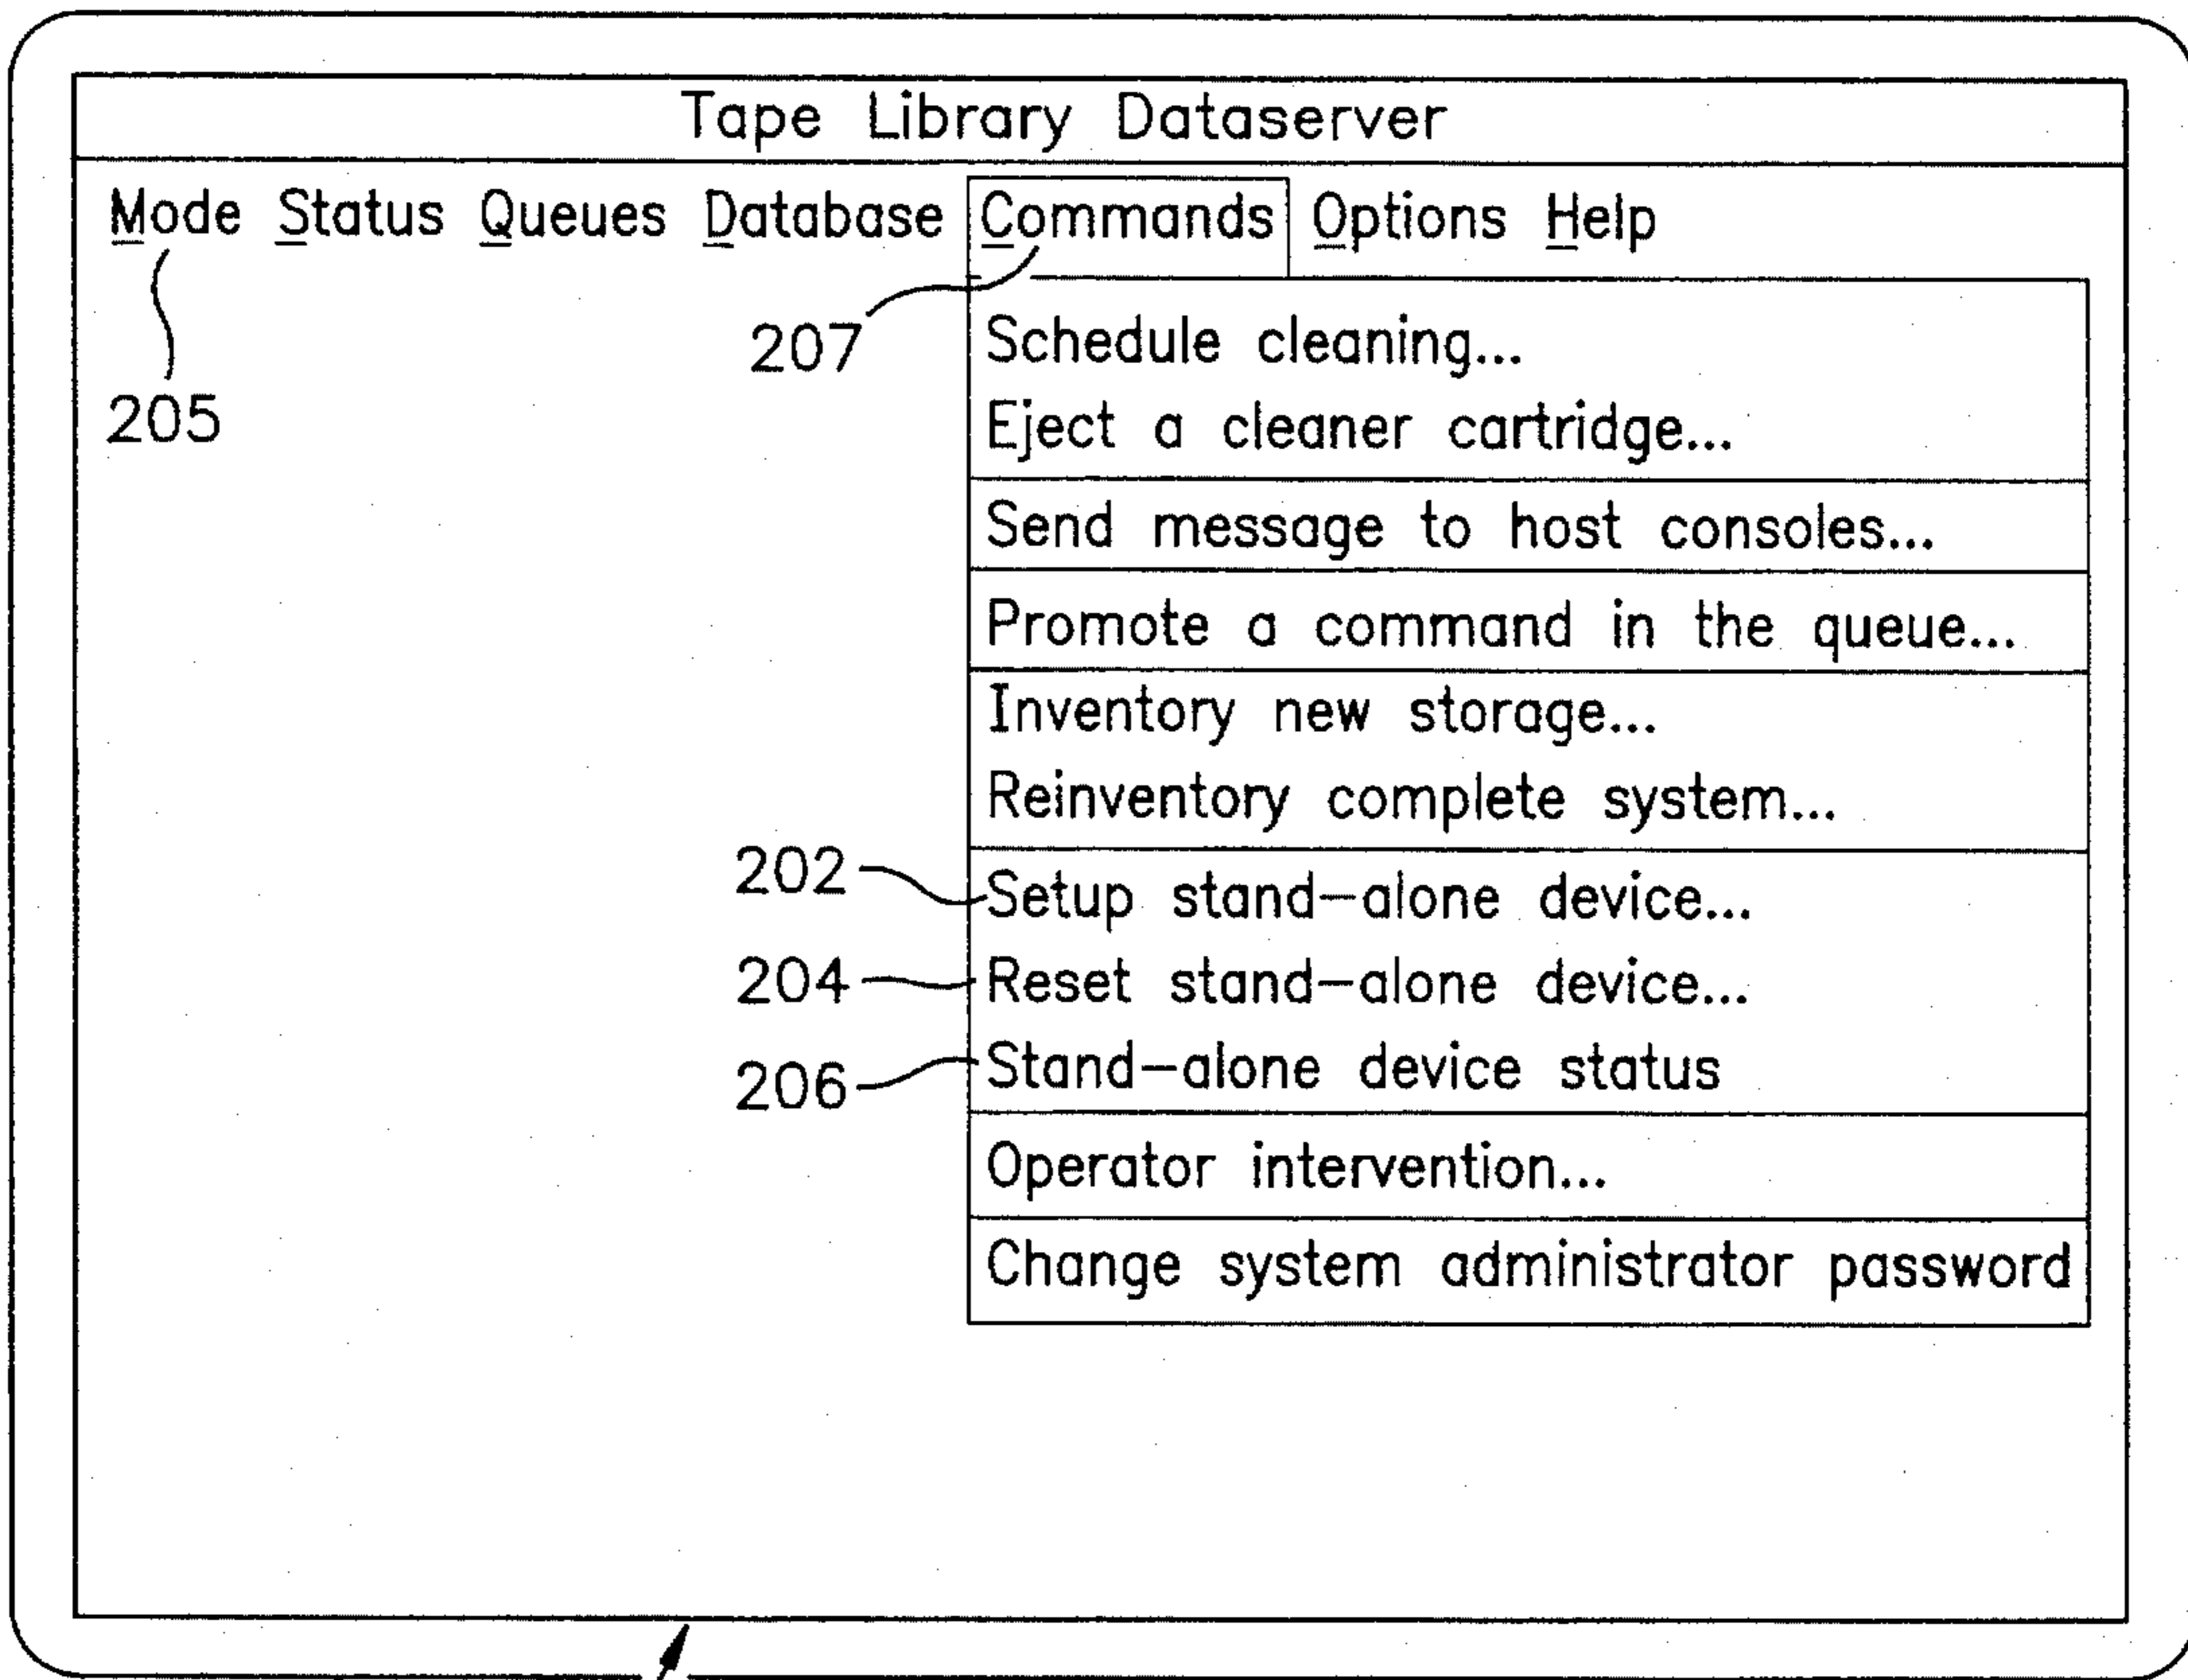 Tape Library Dataserver
Mode Status Queues Database Commands Options Help
207
205
Schedule cleaning...
Eject a cleaner cartridge...
Send message to host consoles...
Promote a command in the queue...
Inventory new storage...
Reinventory complete system...
202 Setup stand-alone device...
204 Reset stand-alone device...
206 Stand-alone device status
Operator intervention...
Change system administrator password